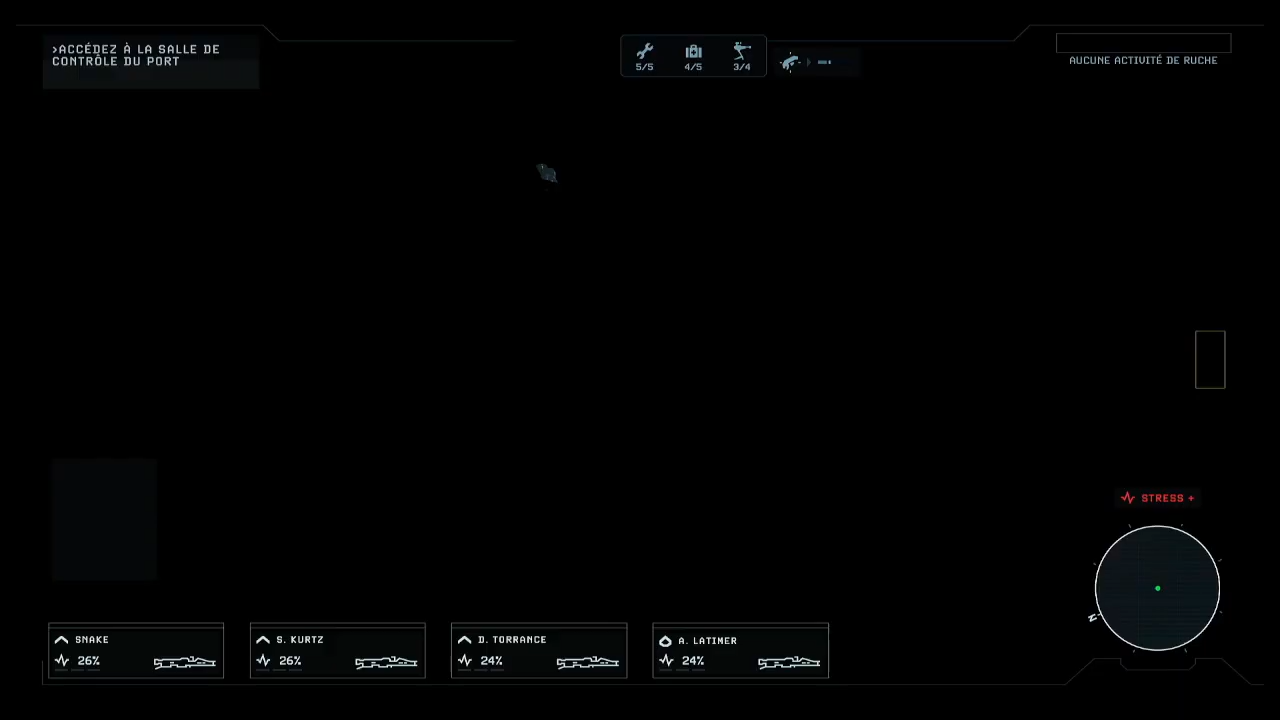 >ACCÉDEZ À LA SALLE DE
CONTRÔLE DU PORT
5/5
4/5
3/4
AUCUNE ACTIVITÉ DE RUCHE
STRESS +
N
SNAKE
26%
S. KURTZ
26%
D. TORRANCE
24%
A. LATIMER
24%